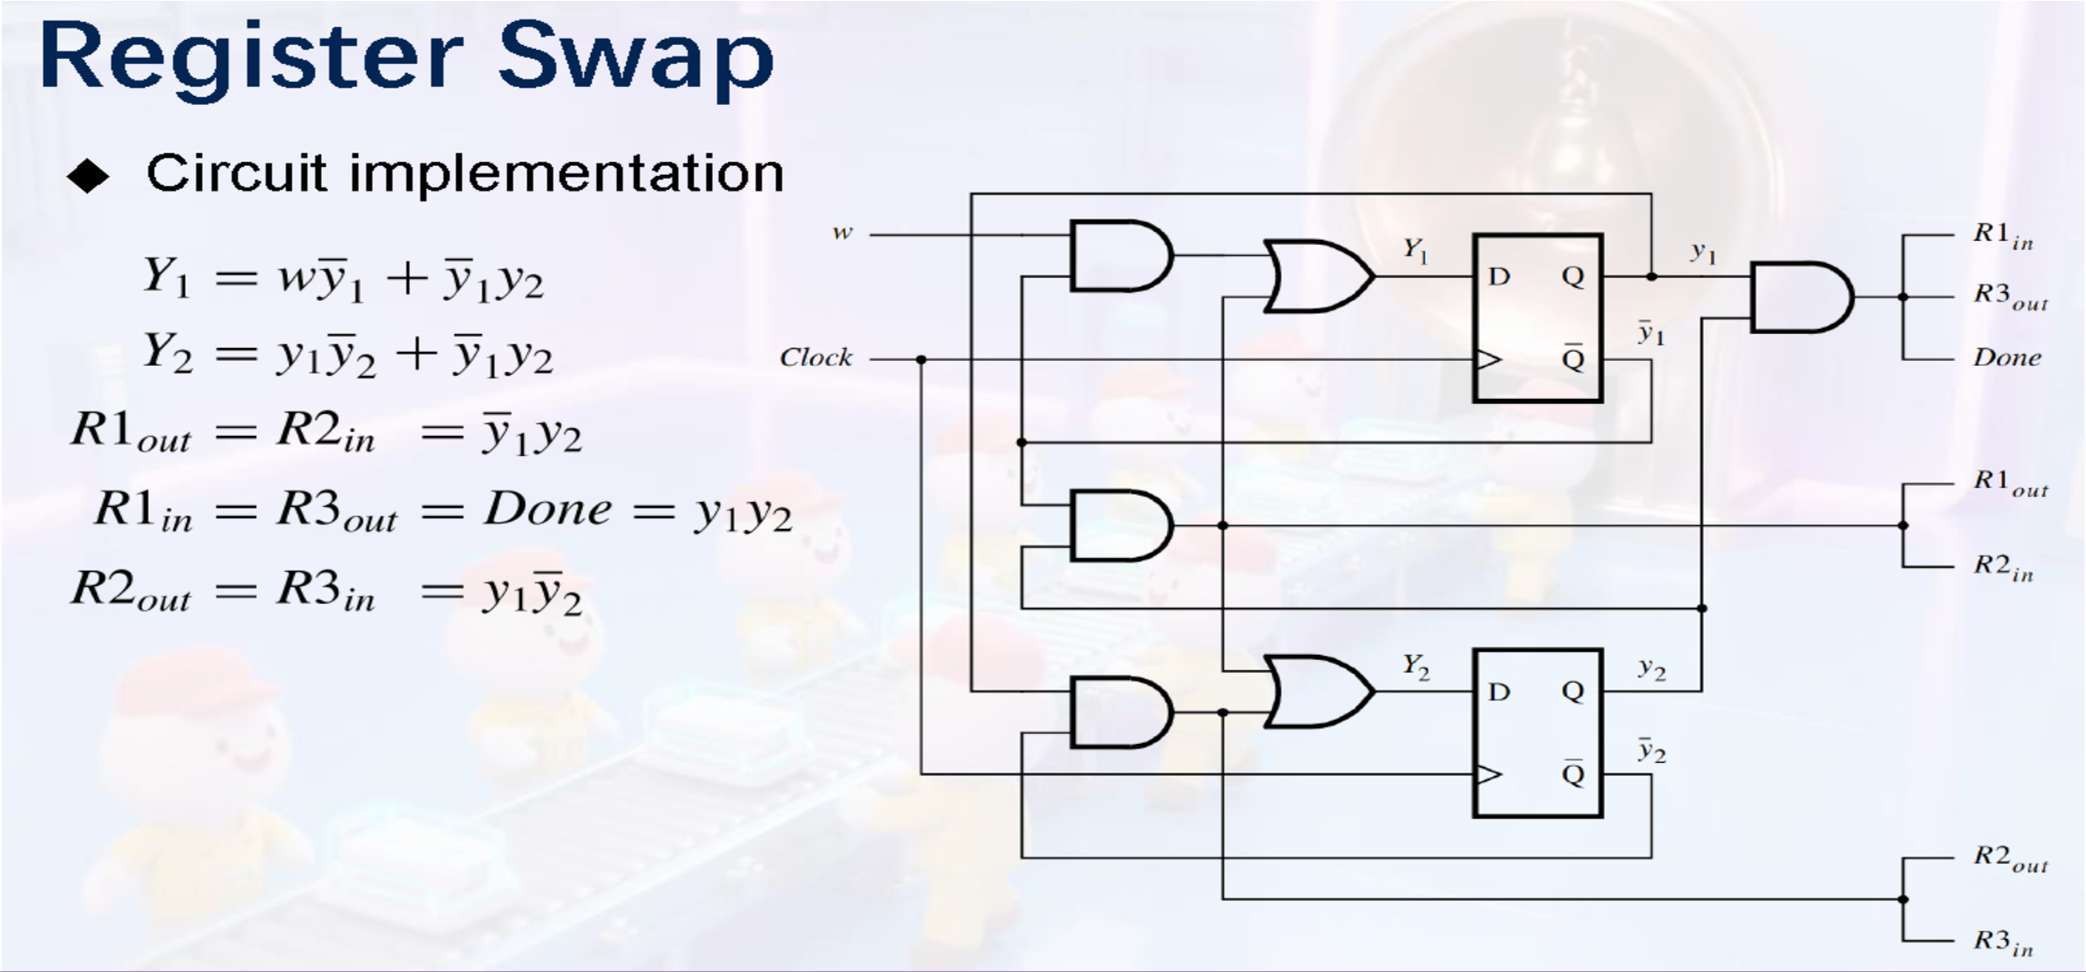 Register Swap
◆ Circuit implementation
Y₁ = wȳ₁ + ȳ₁y₂
Y₂ = y₁ȳ₂ + ȳ₁y₂
R1out = R2in = ȳ₁y₂
R1in = R3out = Done = y₁y₂
R2out = R3in = y₁ȳ₂
w
Clock
Y₁
D Q
Q̄
y₁
ȳ₁
R1in
R3out
Done
R1out
R2in
Y₂
D Q
Q̄
y₂
ȳ₂
R2out
R3in